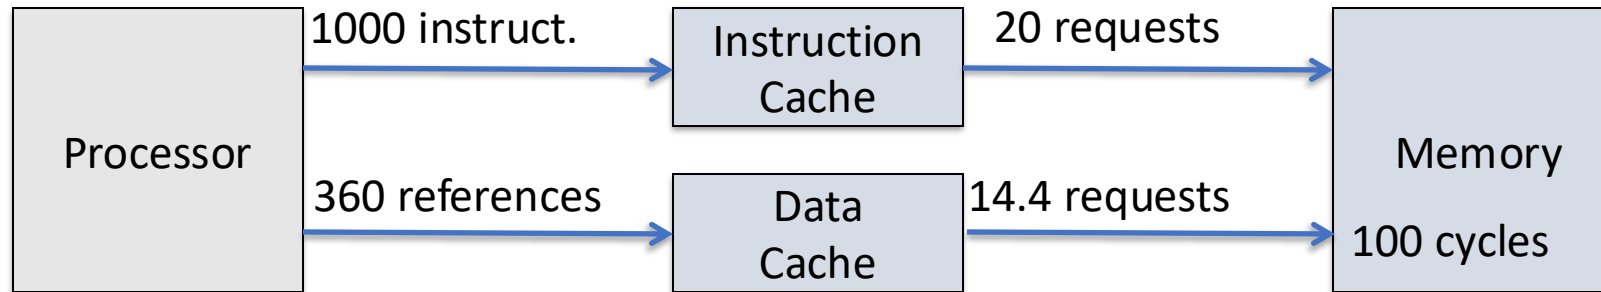 1000 instruct.
Instruction
Cache
20 requests
Processor
Memory
360 references
Data
Cache
14.4 requests
100 cycles